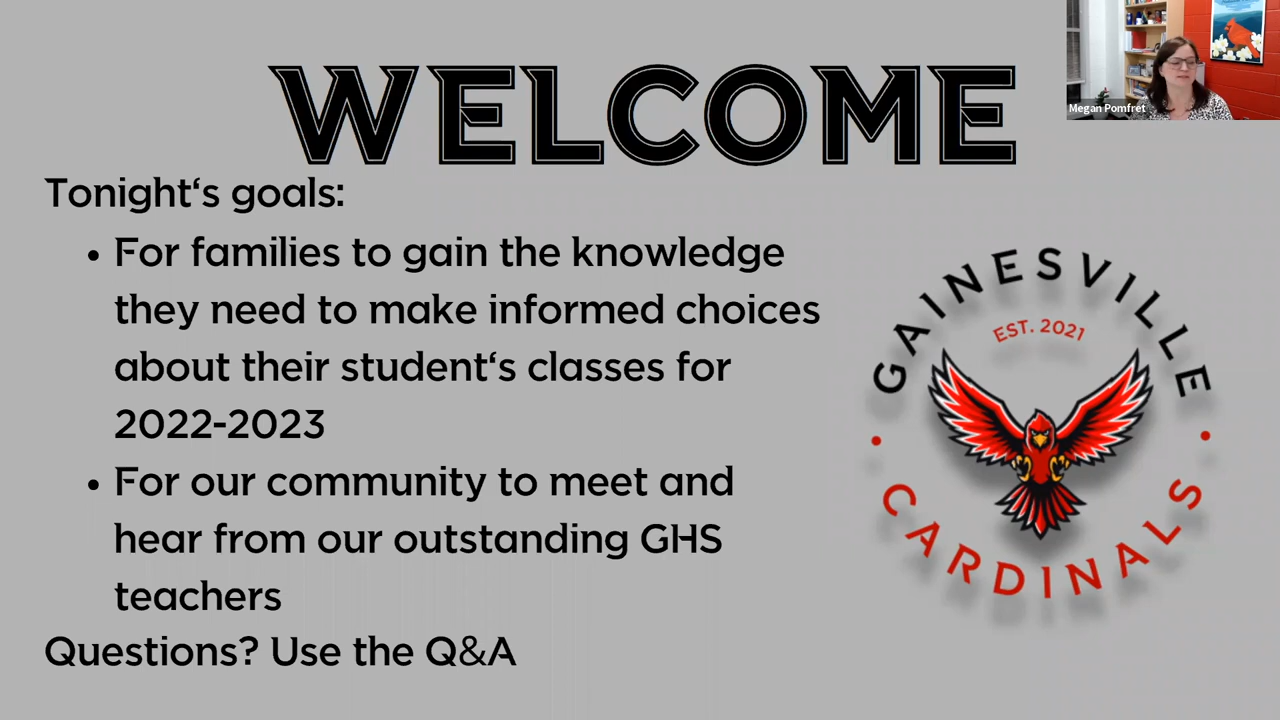 WELCOME
Megan Pomfret
Tonight‘s goals:
• For families to gain the knowledge
they need to make informed choices
about their student‘s classes for
2022-2023
• For our community to meet and
hear from our outstanding GHS
teachers
Questions? Use the Q&A
GAINESVILLE
EST. 2021
CARDINALS